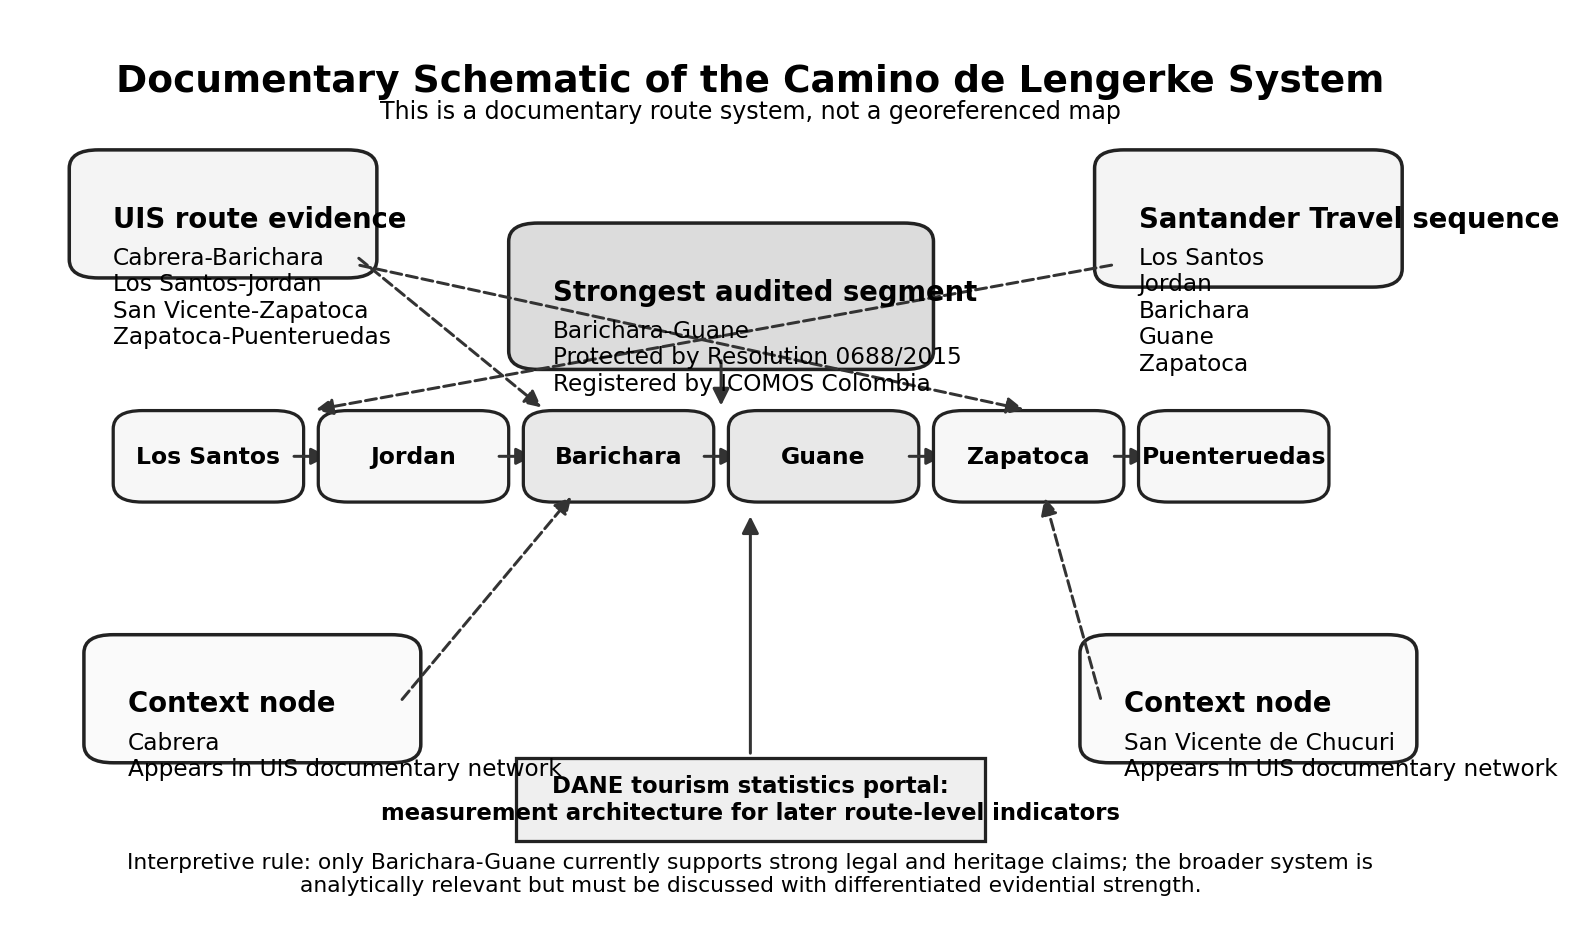 Documentary Schematic of the Camino de Lengerke System
This is a documentary route system, not a georeferenced map
UIS route evidence
Cabrera-Barichara
Los Santos-Jordan
San Vicente-Zapatoca
Zapatoca-Puenteruedas
Strongest audited segment
Barichara-Guane
Protected by Resolution 0688/2015
Registered by ICOMOS Colombia
Santander Travel sequence
Los Santos
Jordan
Barichara
Guane
Zapatoca
Los Santos
Jordan
Barichara
Guane
Zapatoca
Puenteruedas
Context node
Cabrera
Appears in UIS documentary network
Context node
San Vicente de Chucuri
Appears in UIS documentary network
DANE tourism statistics portal:
measurement architecture for later route-level indicators
Interpretive rule: only Barichara-Guane currently supports strong legal and heritage claims; the broader system is
analytically relevant but must be discussed with differentiated evidential strength.